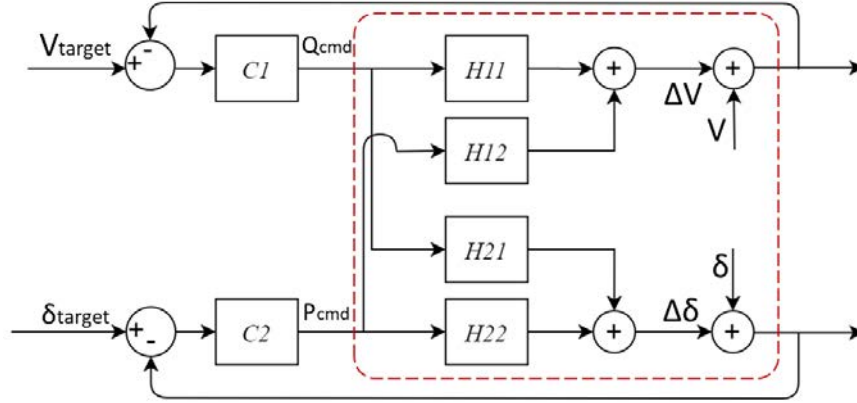 Vtarget + - C1 Qcmd H11 + ΔV +
V
H12
H21
δ
δtarget + - C2 Pcmd H22 + Δδ +